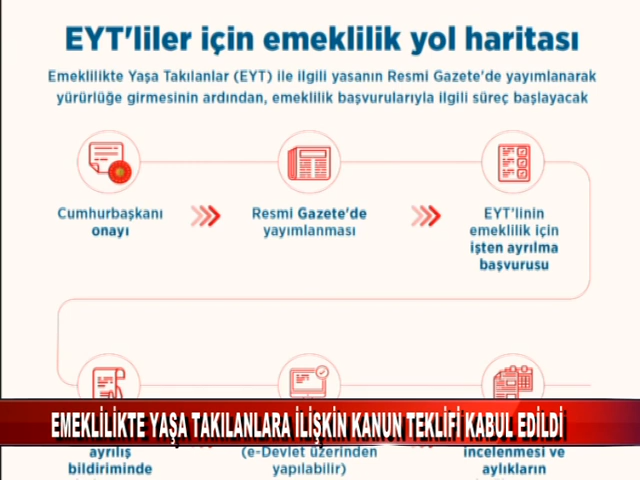 EYT'liler için emeklilik yol haritası
Emeklilikte Yaşa Takılanlar (EYT) ile ilgili yasanın Resmi Gazete'de yayımlanarak
yürürlüğe girmesinin ardından, emeklilik başvurularıyla ilgili süreç başlayacak
Cumhurbaşkanı
onayı
Resmi Gazete'de
yayımlanması
EYT'linin
emeklilik için
işten ayrılma
başvurusu
EMEKLİLİKTE YAŞA TAKILANLARA İLİŞKİN KANUN TEKLİFİ KABUL EDİLDİ
ayrılış
bildiriminde
(e-Devlet üzerinden
yapılabilir)
incelenmesi ve
aylıkların